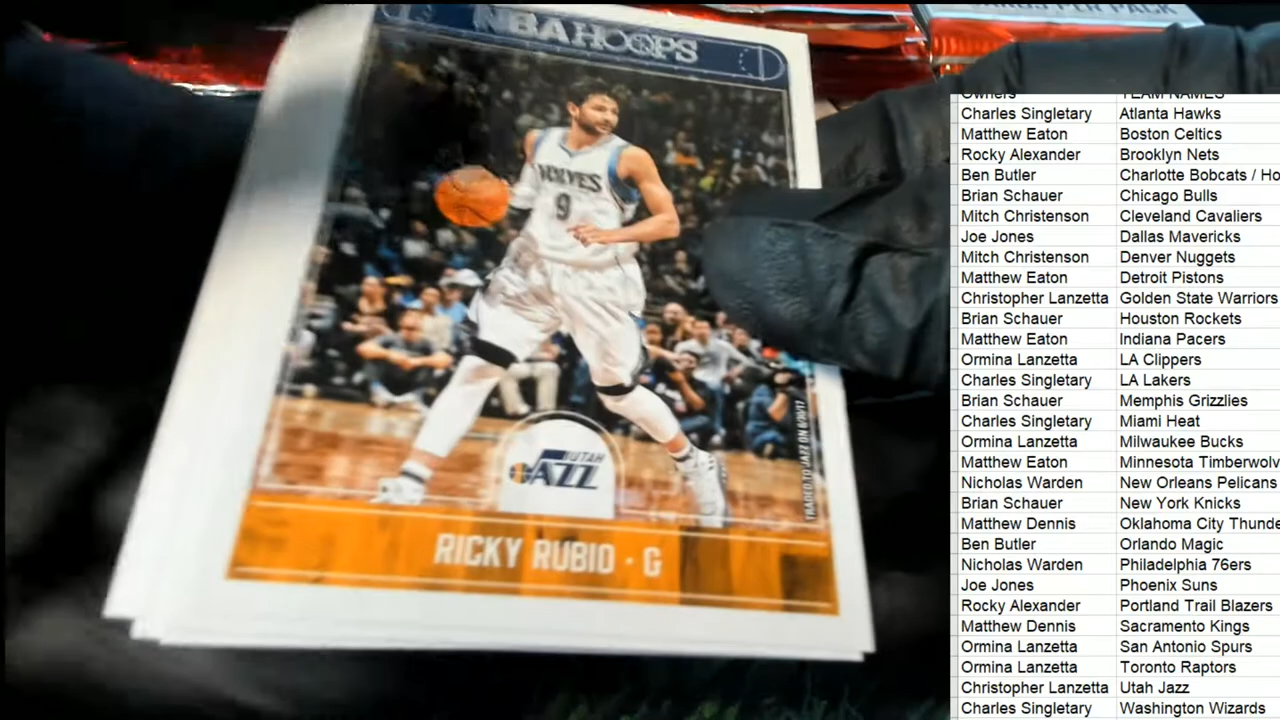 CARDS PER PACK
NBA HOOPS
WOLVES
9
TRADED TO JAZZ ON 6/30/17
UTAH
JAZZ
RICKY RUBIO · G
Owners TEAM NAMES
Charles Singletary Atlanta Hawks
Matthew Eaton Boston Celtics
Rocky Alexander Brooklyn Nets
Ben Butler Charlotte Bobcats / Ho
Brian Schauer Chicago Bulls
Mitch Christenson Cleveland Cavaliers
Joe Jones Dallas Mavericks
Mitch Christenson Denver Nuggets
Matthew Eaton Detroit Pistons
Christopher Lanzetta Golden State Warriors
Brian Schauer Houston Rockets
Matthew Eaton Indiana Pacers
Ormina Lanzetta LA Clippers
Charles Singletary LA Lakers
Brian Schauer Memphis Grizzlies
Charles Singletary Miami Heat
Ormina Lanzetta Milwaukee Bucks
Matthew Eaton Minnesota Timberwolv
Nicholas Warden New Orleans Pelicans
Brian Schauer New York Knicks
Matthew Dennis Oklahoma City Thunde
Ben Butler Orlando Magic
Nicholas Warden Philadelphia 76ers
Joe Jones Phoenix Suns
Rocky Alexander Portland Trail Blazers
Matthew Dennis Sacramento Kings
Ormina Lanzetta San Antonio Spurs
Ormina Lanzetta Toronto Raptors
Christopher Lanzetta Utah Jazz
Charles Singletary Washington Wizards